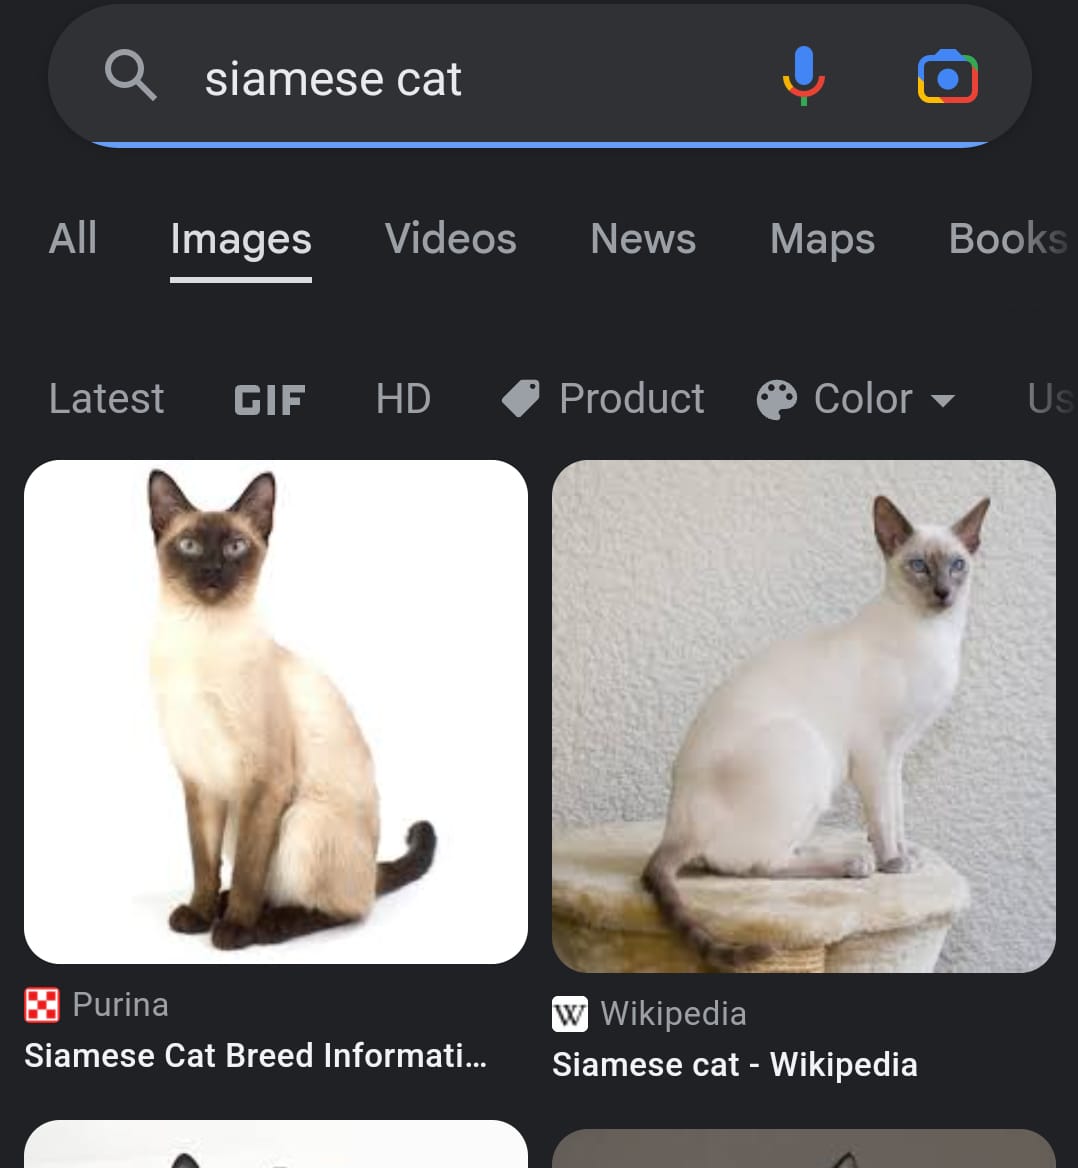 siamese cat
All Images Videos News Maps Books
Latest GIF HD Product Color
Purina
Siamese Cat Breed Informati...
W Wikipedia
Siamese cat - Wikipedia